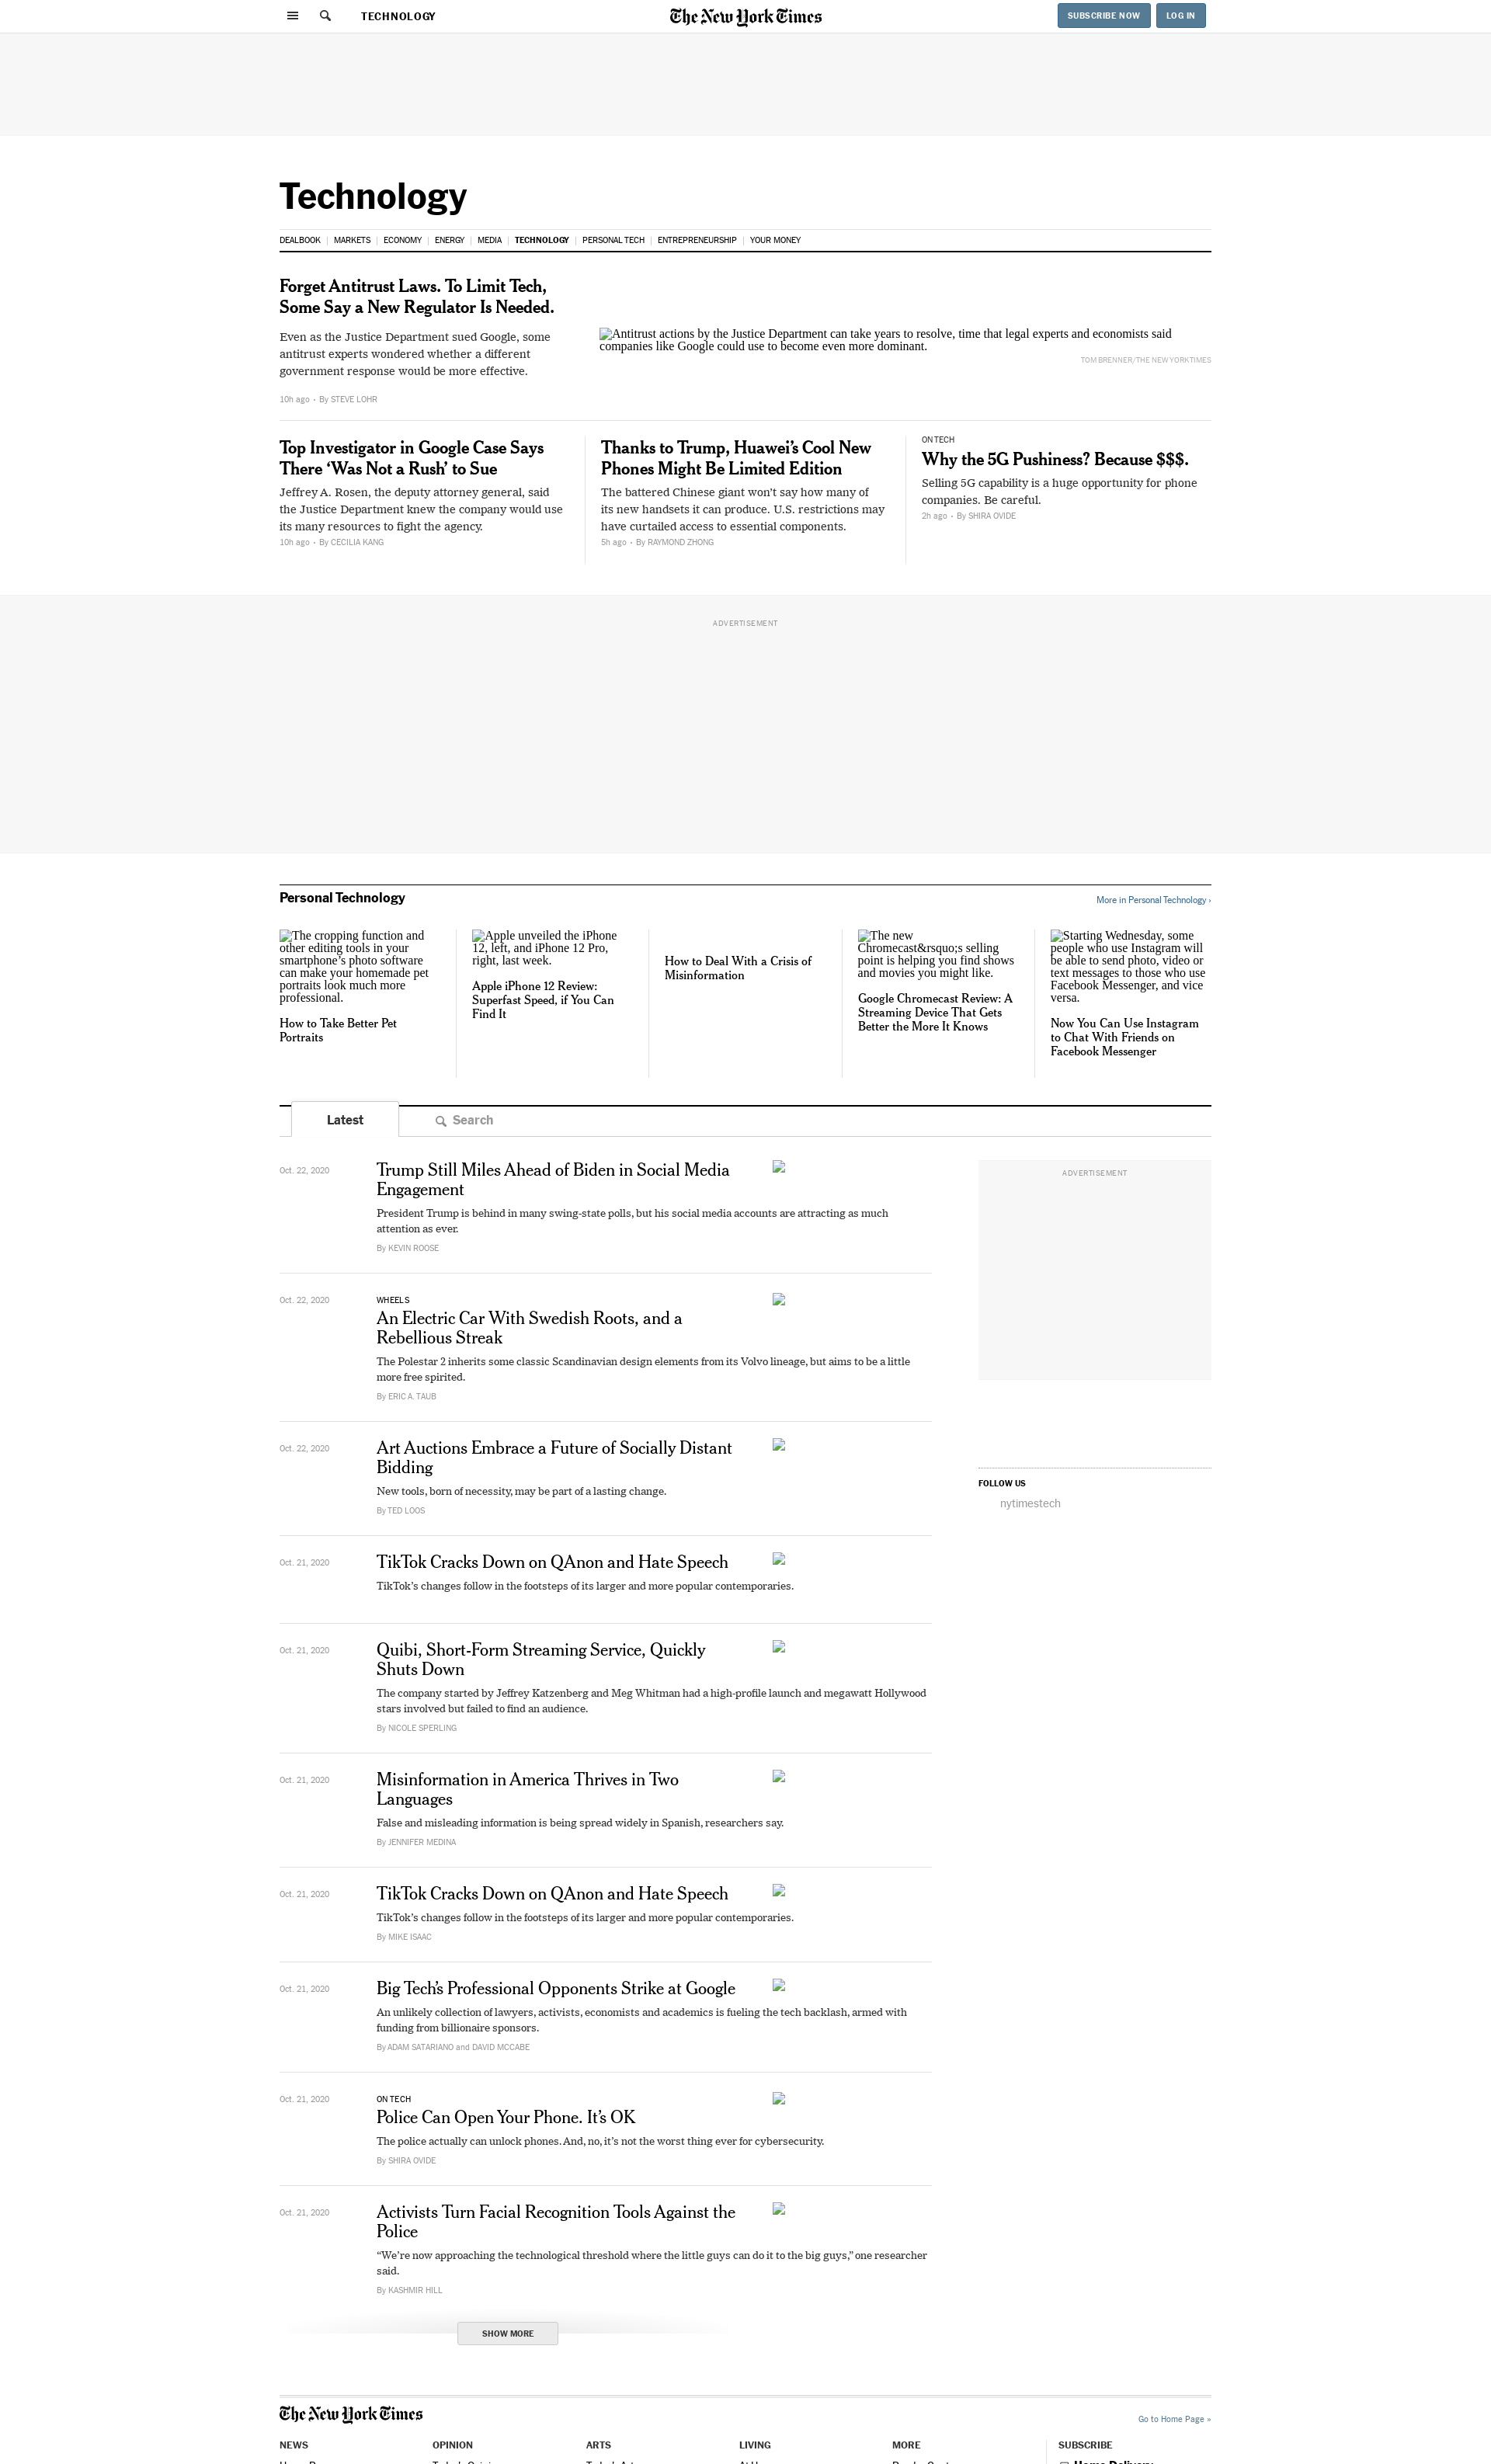 TECHNOLOGY
The New York Times
SUBSCRIBE NOW
LOG IN
Technology
DEALBOOK
MARKETS
ECONOMY
ENERGY
MEDIA
TECHNOLOGY
PERSONAL TECH
ENTREPRENEURSHIP
YOUR MONEY
Forget Antitrust Laws. To Limit Tech,
Some Say a New Regulator Is Needed.
Even as the Justice Department sued Google, some
antitrust experts wondered whether a different
government response would be more effective.
10h ago • By STEVE LOHR
Antitrust actions by the Justice Department can take years to resolve, time that legal experts and economists said
companies like Google could use to become even more dominant.
TOM BRENNER/THE NEW YORK TIMES
Top Investigator in Google Case Says
There ‘Was Not a Rush’ to Sue
Jeffrey A. Rosen, the deputy attorney general, said
the Justice Department knew the company would use
its many resources to fight the agency.
10h ago • By CECILIA KANG
Thanks to Trump, Huawei’s Cool New
Phones Might Be Limited Edition
The battered Chinese giant won’t say how many of
its new handsets it can produce. U.S. restrictions may
have curtailed access to essential components.
5h ago • By RAYMOND ZHONG
ON TECH
Why the 5G Pushiness? Because $$$.
Selling 5G capability is a huge opportunity for phone
companies. Be careful.
2h ago • By SHIRA OVIDE
ADVERTISEMENT
Personal Technology
More in Personal Technology ›
The cropping function and
other editing tools in your
smartphone’s photo software
can make your homemade pet
portraits look much more
professional.
How to Take Better Pet
Portraits
Apple unveiled the iPhone
12, left, and iPhone 12 Pro,
right, last week.
Apple iPhone 12 Review:
Superfast Speed, if You Can
Find It
How to Deal With a Crisis of
Misinformation
The new
Chromecast&rsquo;s selling
point is helping you find shows
and movies you might like.
Google Chromecast Review: A
Streaming Device That Gets
Better the More It Knows
Starting Wednesday, some
people who use Instagram will
be able to send photo, video or
text messages to those who use
Facebook Messenger, and vice
versa.
Now You Can Use Instagram
to Chat With Friends on
Facebook Messenger
Latest
Search
Oct. 22, 2020
Trump Still Miles Ahead of Biden in Social Media
Engagement
President Trump is behind in many swing-state polls, but his social media accounts are attracting as much
attention as ever.
By KEVIN ROOSE
ADVERTISEMENT
Oct. 22, 2020
WHEELS
An Electric Car With Swedish Roots, and a
Rebellious Streak
The Polestar 2 inherits some classic Scandinavian design elements from its Volvo lineage, but aims to be a little
more free spirited.
By ERIC A. TAUB
Oct. 22, 2020
Art Auctions Embrace a Future of Socially Distant
Bidding
New tools, born of necessity, may be part of a lasting change.
By TED LOOS
FOLLOW US
nytimestech
Oct. 21, 2020
TikTok Cracks Down on QAnon and Hate Speech
TikTok’s changes follow in the footsteps of its larger and more popular contemporaries.
Oct. 21, 2020
Quibi, Short-Form Streaming Service, Quickly
Shuts Down
The company started by Jeffrey Katzenberg and Meg Whitman had a high-profile launch and megawatt Hollywood
stars involved but failed to find an audience.
By NICOLE SPERLING
Oct. 21, 2020
Misinformation in America Thrives in Two
Languages
False and misleading information is being spread widely in Spanish, researchers say.
By JENNIFER MEDINA
Oct. 21, 2020
TikTok Cracks Down on QAnon and Hate Speech
TikTok’s changes follow in the footsteps of its larger and more popular contemporaries.
By MIKE ISAAC
Oct. 21, 2020
Big Tech’s Professional Opponents Strike at Google
An unlikely collection of lawyers, activists, economists and academics is fueling the tech backlash, armed with
funding from billionaire sponsors.
By ADAM SATARIANO and DAVID MCCABE
Oct. 21, 2020
ON TECH
Police Can Open Your Phone. It’s OK
The police actually can unlock phones. And, no, it’s not the worst thing ever for cybersecurity.
By SHIRA OVIDE
Oct. 21, 2020
Activists Turn Facial Recognition Tools Against the
Police
“We’re now approaching the technological threshold where the little guys can do it to the big guys,” one researcher
said.
By KASHMIR HILL
SHOW MORE
The New York Times
Go to Home Page »
NEWS
OPINION
ARTS
LIVING
MORE
SUBSCRIBE